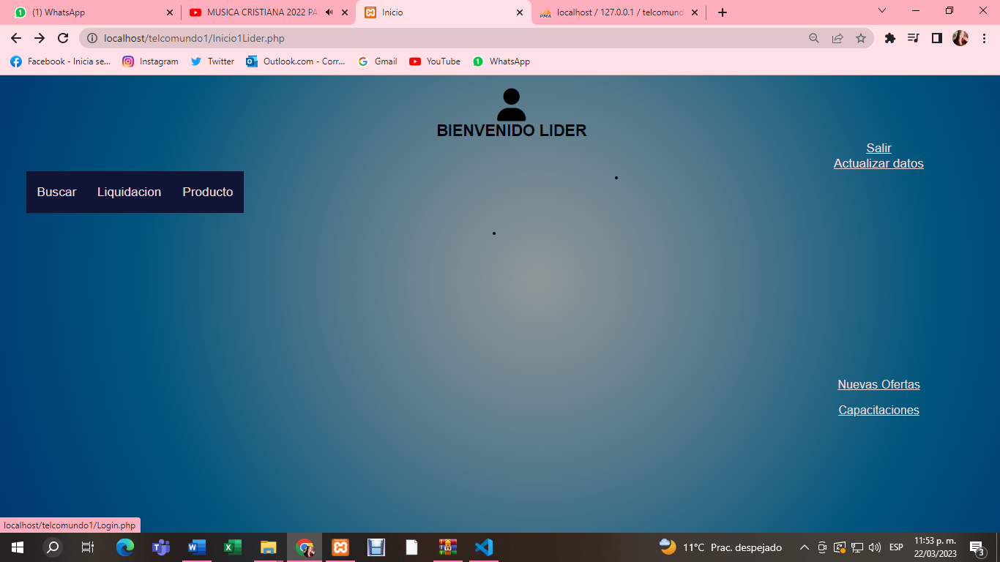 (1) WhatsApp
MUSICA CRISTIANA 2022 PA
Inicio
localhost / 127.0.0.1 / telcomund
localhost/telcomundo1/Inicio1Lider.php
Facebook - Inicia se...
Instagram
Twitter
Outlook.com - Corr...
Gmail
YouTube
WhatsApp
BIENVENIDO LIDER
Salir
Actualizar datos
Buscar
Liquidacion
Producto
Nuevas Ofertas
Capacitaciones
localhost/telcomundo1/Login.php
11°C Prac. despejado
ESP
11:53 p. m.
22/03/2023
3